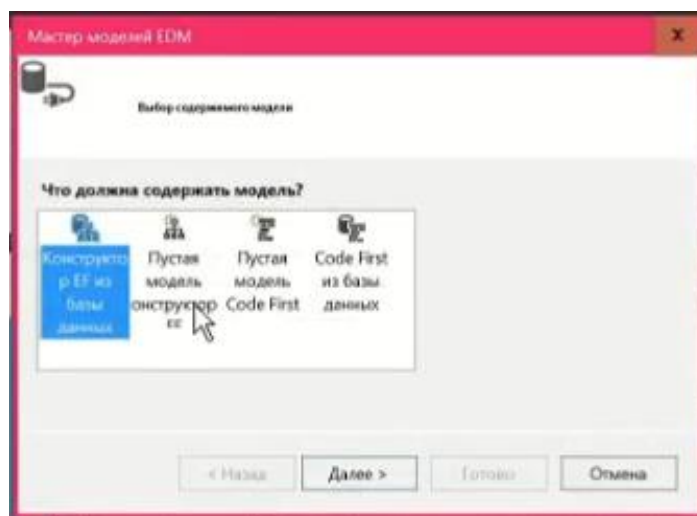 Мастер моделей EDM
x
Выбор содержимого модели
Что должна содержать модель?
Конструкто
р EF из
базы
данных
Пустая
модель
онструктор
EF
Пустая
модель
Code First
Code First
из базы
данных
< Назад
Далее >
Готово
Отмена